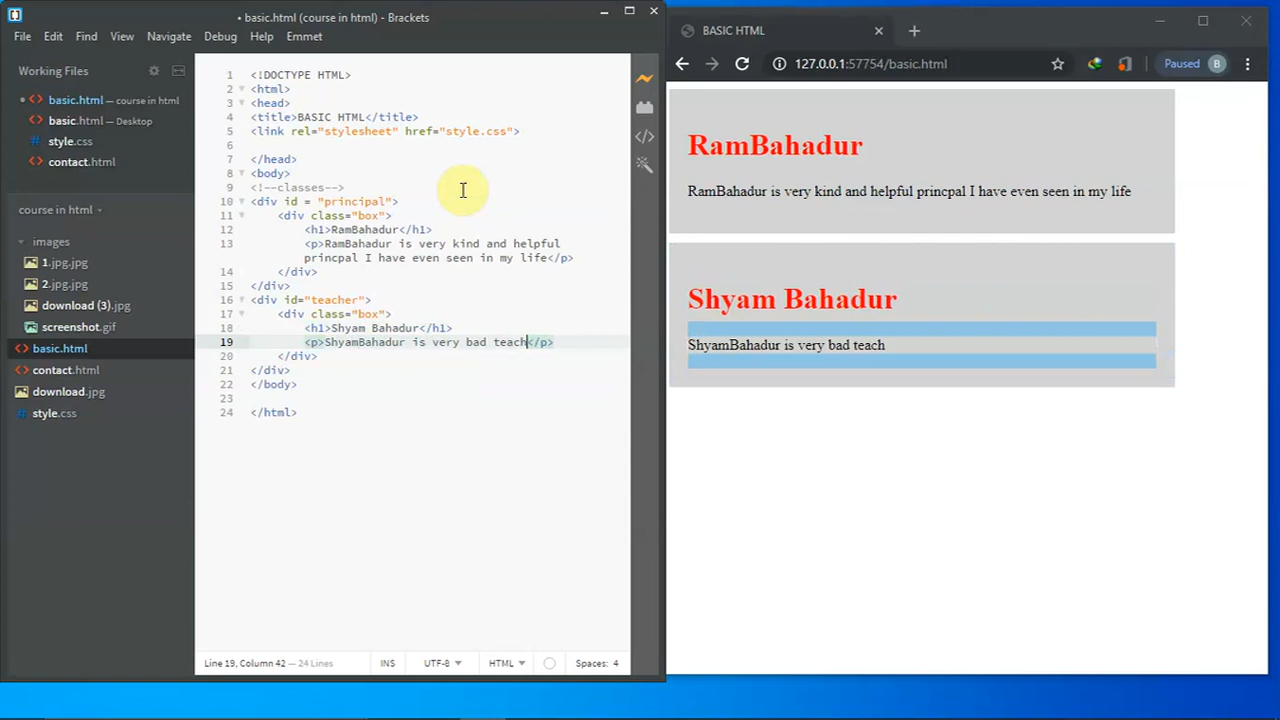 • basic.html (course in html) - Brackets
File Edit Find View Navigate Debug Help Emmet
Working Files
basic.html — course in html
basic.html — Desktop
# style.css
contact.html
course in html
images
1.jpg.jpg
2.jpg.jpg
download (3).jpg
screenshot.gif
basic.html
contact.html
download.jpg
# style.css
1 <!DOCTYPE HTML>
2 <html>
3 <head>
4 <title>BASIC HTML</title>
5 <link rel="stylesheet" href="style.css">
6
7 </head>
8 <body>
9 <!--classes-->
10 <div id = "principal">
11 <div class="box">
12 <h1>RamBahadur</h1>
13 <p>RamBahadur is very kind and helpful
princpal I have even seen in my life</p>
14 </div>
15 </div>
16 <div id="teacher">
17 <div class="box">
18 <h1>Shyam Bahadur</h1>
19 <p>ShyamBahadur is very bad teach</p>
20 </div>
21 </div>
22 </body>
23
24 </html>
Line 19, Column 42 — 24 Lines INS UTF-8 HTML Spaces: 4
BASIC HTML
127.0.0.1:57754/basic.html Paused B
RamBahadur
RamBahadur is very kind and helpful princpal I have even seen in my life
Shyam Bahadur
ShyamBahadur is very bad teach